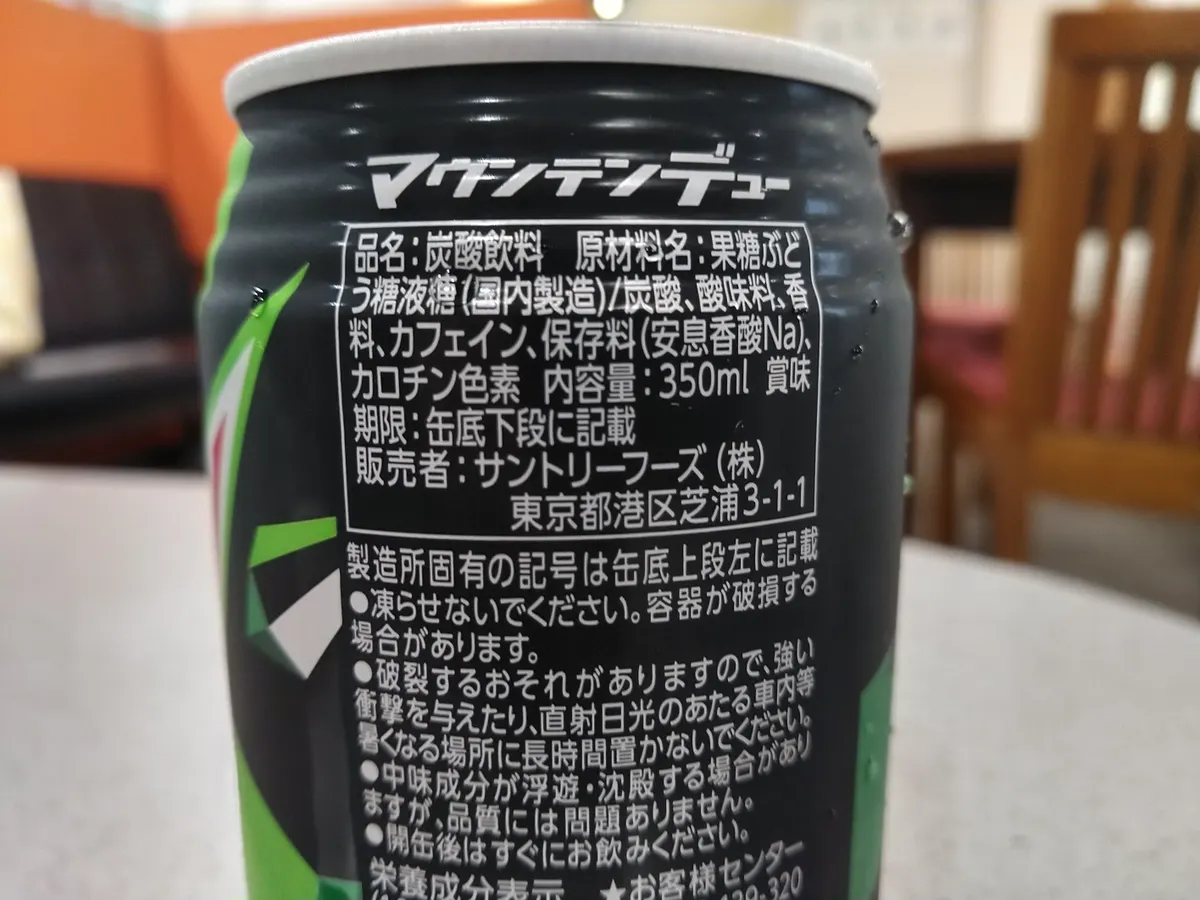 マウンテンデュー
品名：炭酸飲料　原材料名：果糖ぶど
う糖液糖(国内製造)/炭酸、酸味料、香
料、カフェイン、保存料(安息香酸Na)、
カロチン色素　内容量：350ml　賞味
期限：缶底下段に記載
販売者：サントリーフーズ(株)
東京都港区芝浦3-1-1
製造所固有の記号は缶底上段左に記載
●凍らせないでください。容器が破損する
場合があります。
●破裂するおそれがありますので、強い
衝撃を与えたり、直射日光のあたる車内等
暑くなる場所に長時間置かないでください。
●中味成分が浮遊・沈殿する場合があり
ますが、品質には問題ありません。
●開缶後はすぐにお飲みください。
栄養成分表示　★お客様センター